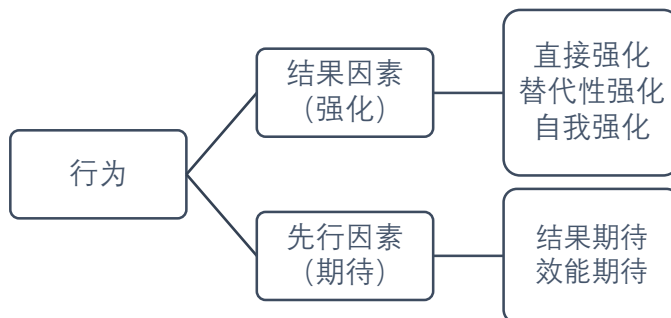 行为
结果因素
(强化)
直接强化
替代性强化
自我强化
先行因素
(期待)
结果期待
效能期待